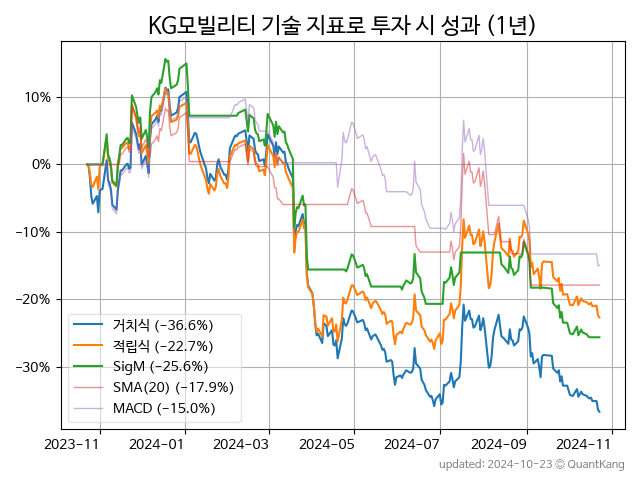 KG모빌리티 기술 지표로 투자 시 성과 (1년)
10%
0%
−10%
−20%
−30%
거치식 (−36.6%)
적립식 (−22.7%)
SigM (−25.6%)
SMA(20) (−17.9%)
MACD (−15.0%)
2023-11 2024-01 2024-03 2024-05 2024-07 2024-09 2024-11
updated: 2024-10-23 © QuantKang